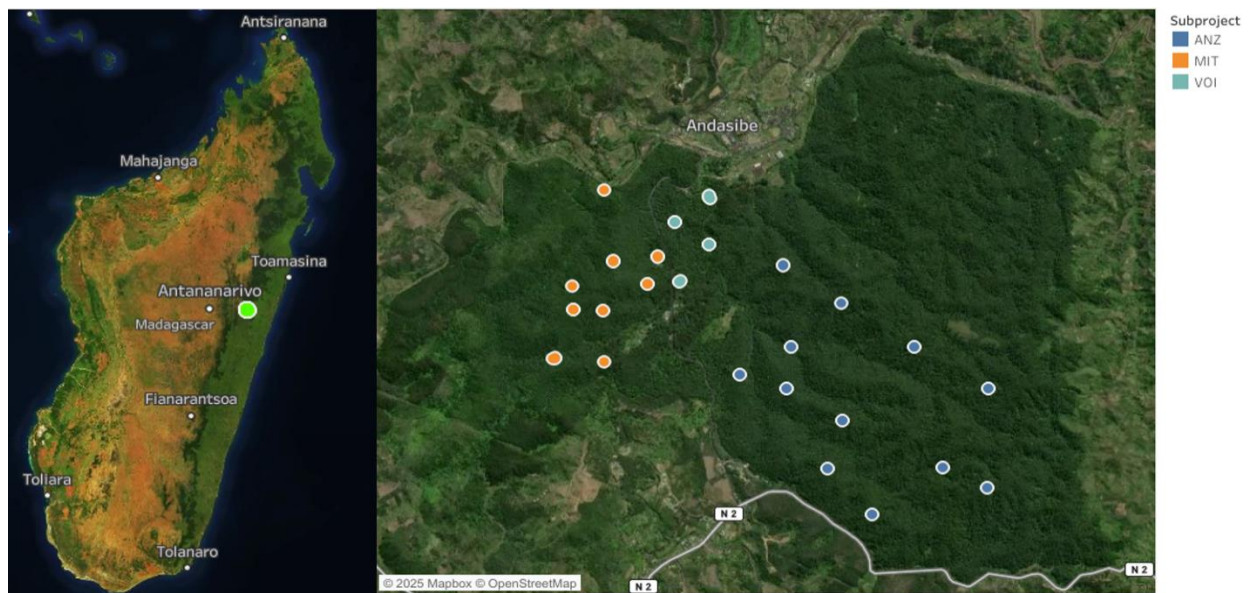 Antsiranana
Mahajanga
Toamasina
Antananarivo
Madagascar
Fianarantsoa
Toliara
Tolanaro
Andasibe
N 2
N 2
N 2
© 2025 Mapbox © OpenStreetMap
Subproject
ANZ
MIT
VOI